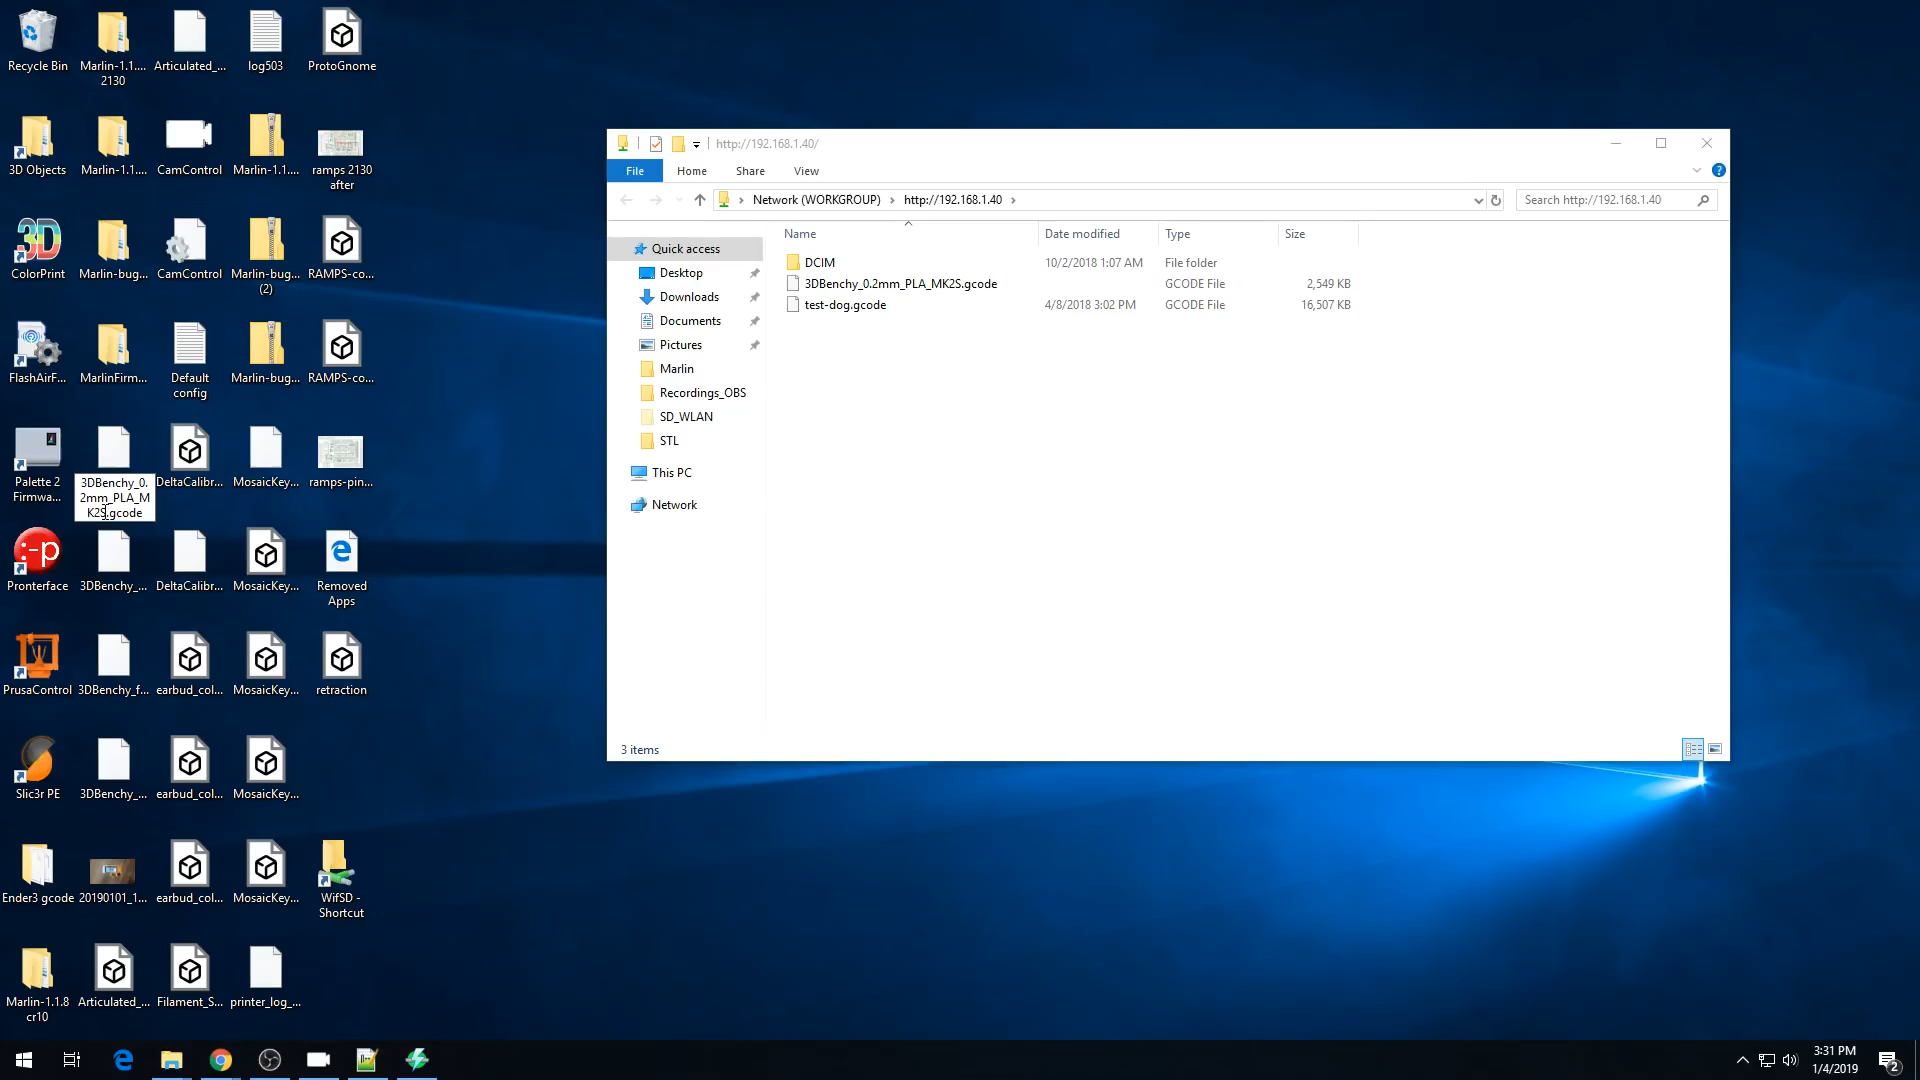 Recycle Bin
Marlin-1.1....
2130
Articulated_...
log503
ProtoGnome
3D Objects
Marlin-1.1....
CamControl
Marlin-1.1....
ramps 2130
after
3D
ColorPrint
Marlin-bug...
CamControl
Marlin-bug...
(2)
RAMPS-co...
FlashAirF...
MarlinFirm...
Default
config
Marlin-bug...
RAMPS-co...
Palette 2
Firmwa...
3DBenchy_0.
2mm_PLA_M
K2S.gcode
DeltaCalibr...
MosaicKey...
ramps-pin...
:-p
Pronterface
3DBenchy_...
DeltaCalibr...
MosaicKey...
Removed
Apps
PrusaControl
3DBenchy_f...
earbud_col...
MosaicKey...
retraction
Slic3r PE
3DBenchy_...
earbud_col...
MosaicKey...
Ender3 gcode
20190101_1...
earbud_col...
MosaicKey...
WifSD -
Shortcut
Marlin-1.1.8
cr10
Articulated_...
Filament_S...
printer_log_...
http://192.168.1.40/
File
Home
Share
View
?
Network (WORKGROUP)
http://192.168.1.40
Search http://192.168.1.40
Name
Date modified
Type
Size
DCIM
10/2/2018 1:07 AM
File folder
3DBenchy_0.2mm_PLA_MK2S.gcode
GCODE File
2,549 KB
test-dog.gcode
4/8/2018 3:02 PM
GCODE File
16,507 KB
Quick access
Desktop
Downloads
Documents
Pictures
Marlin
Recordings_OBS
SD_WLAN
STL
This PC
Network
3 items
3:31 PM
1/4/2019
2